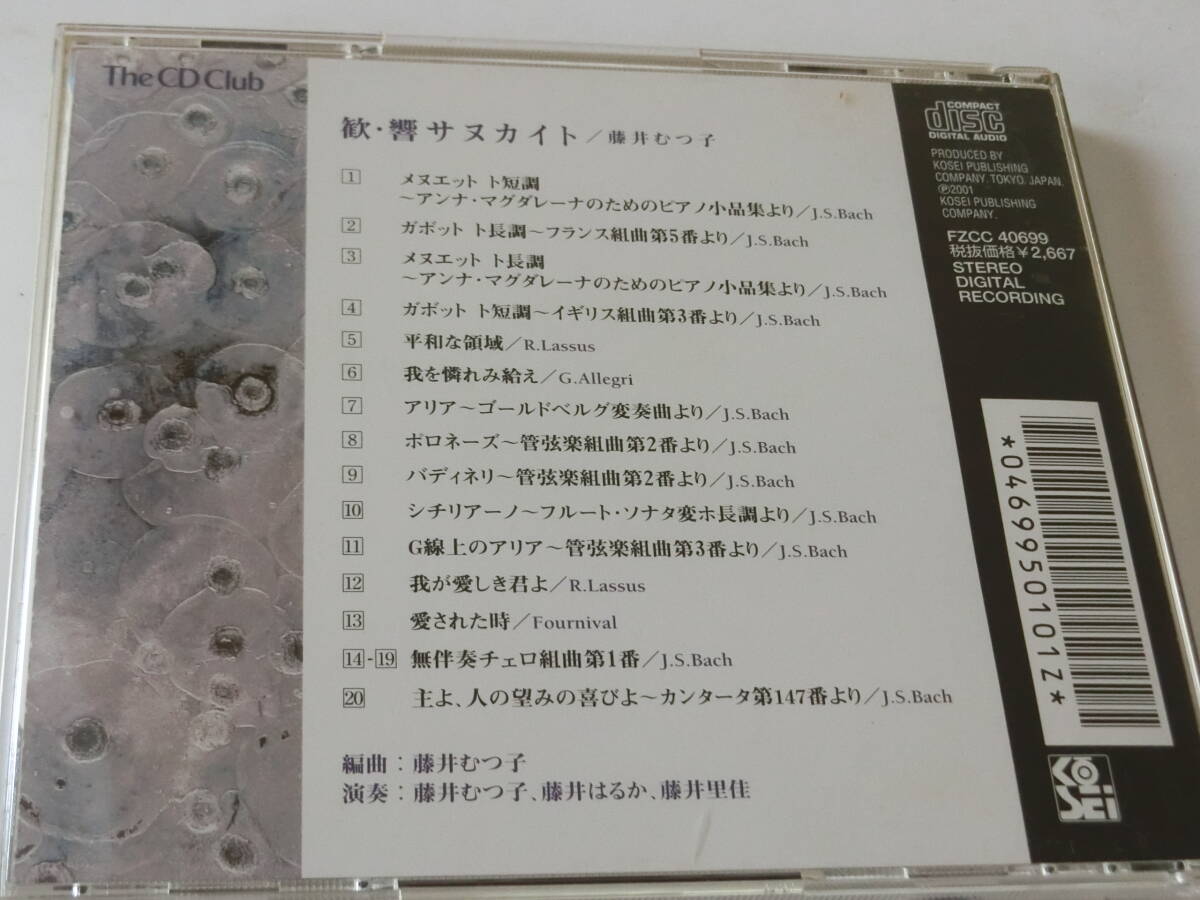 The CD Club
歓・響サヌカイト／藤井むつ子
1 メヌエット ト短調
～アンナ・マグダレーナのためのピアノ小品集より／J.S.Bach
2 ガボット ト長調～フランス組曲第5番より／J.S.Bach
3 メヌエット ト長調
～アンナ・マグダレーナのためのピアノ小品集より／J.S.Bach
4 ガボット ト短調～イギリス組曲第3番より／J.S.Bach
5 平和な領域／R.Lassus
6 我を憐れみ給え／G.Allegri
7 アリア～ゴールドベルグ変奏曲より／J.S.Bach
8 ポロネーズ～管弦楽組曲第2番より／J.S.Bach
9 バディネリ～管弦楽組曲第2番より／J.S.Bach
10 シチリアーノ～フルート・ソナタ変ホ長調より／J.S.Bach
11 G線上のアリア～管弦楽組曲第3番より／J.S.Bach
12 我が愛しき君よ／R.Lassus
13 愛された時／Fournival
14-19 無伴奏チェロ組曲第1番／J.S.Bach
20 主よ、人の望みの喜びよ～カンタータ第147番より／J.S.Bach
編曲：藤井むつ子
演奏：藤井むつ子、藤井はるか、藤井里佳
COMPACT
disc
DIGITAL AUDIO
PRODUCED BY
KOSEI PUBLISHING
COMPANY. TOKYO. JAPAN.
℗2001
KOSEI PUBLISHING
COMPANY.
FZCC 40699
税抜価格￥2,667
STEREO
DIGITAL
RECORDING
*0469950101Z*
KOSEI